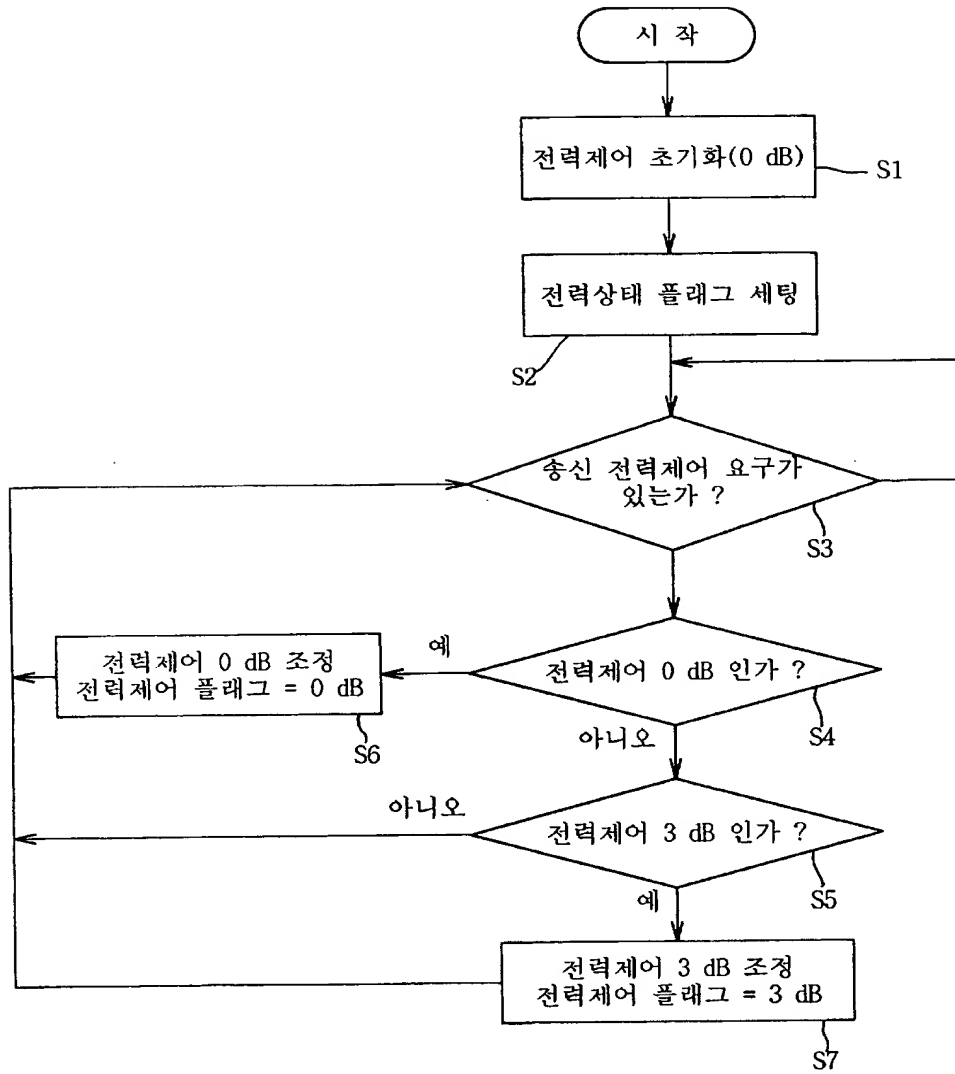 시 작
전력제어 초기화(0 dB)
S1
전력상태 플래그 세팅
S2
송신 전력제어 요구가
있는가 ?
S3
예
전력제어 0 dB 인가 ?
S4
전력제어 0 dB 조정
전력제어 플래그 = 0 dB
S6
아니오
아니오
전력제어 3 dB 인가 ?
S5
예
전력제어 3 dB 조정
전력제어 플래그 = 3 dB
S7